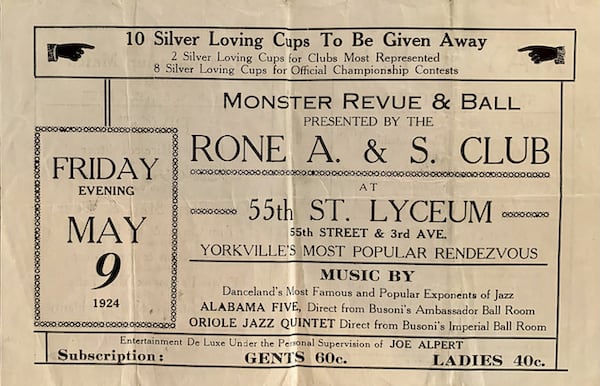 10 Silver Loving Cups To Be Given Away
2 Silver Loving Cups for Clubs Most Represented
8 Silver Loving Cups for Official Championship Contests
FRIDAY
EVENING
MAY
9
1924
MONSTER REVUE & BALL
PRESENTED BY THE
RONE A. & S. CLUB
AT
55th ST. LYCEUM
55th STREET & 3rd AVE.
YORKVILLE'S MOST POPULAR RENDEZVOUS
MUSIC BY
Danceland's Most Famous and Popular Exponents of Jazz
ALABAMA FIVE, Direct from Busoni's Ambassador Ball Room
ORIOLE JAZZ QUINTET Direct from Busoni's Imperial Ball Room
Entertainment De Luxe Under the Personal Supervision of JOE ALPERT
Subscription: GENTS 60c. LADIES 40c.